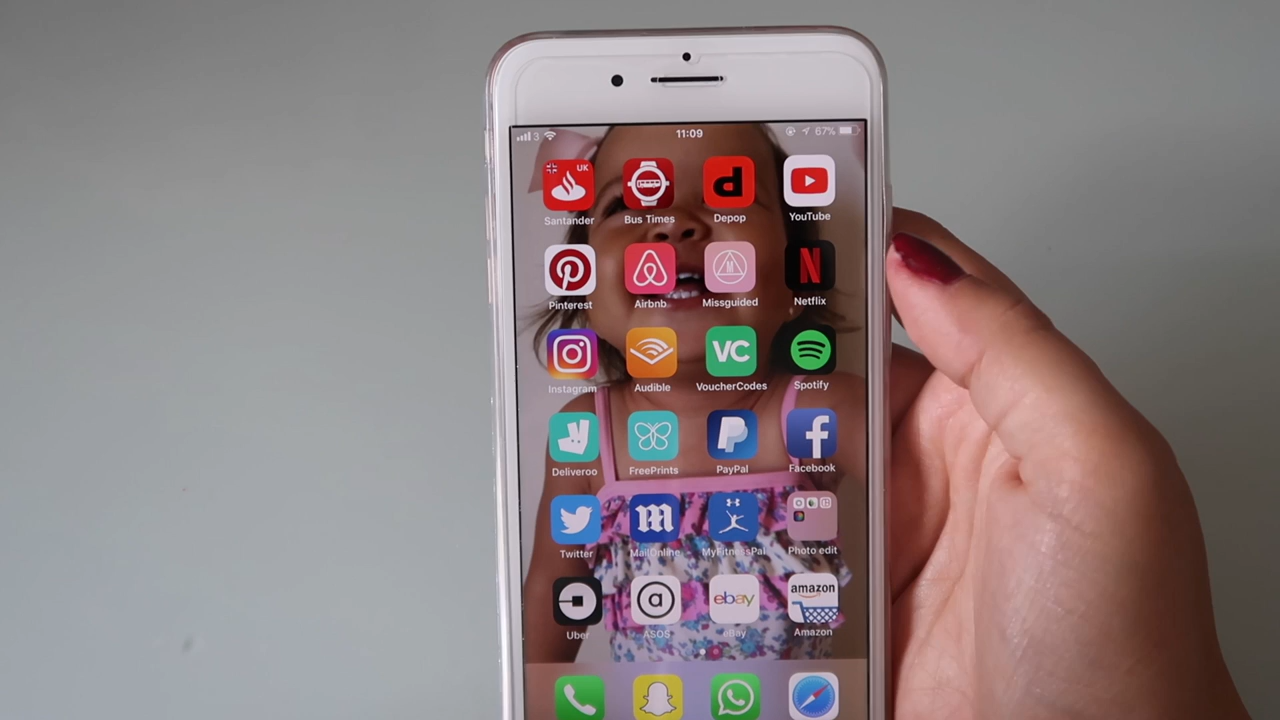 3 11:09 67%
UK
Santander Bus Times Depop YouTube
M N
Pinterest Airbnb Missguided Netflix
VC
Instagram Audible VoucherCodes Spotify
Deliveroo FreePrints PayPal Facebook
Twitter MailOnline MyFitnessPal Photo edit
a ebay amazon
Uber ASOS eBay Amazon